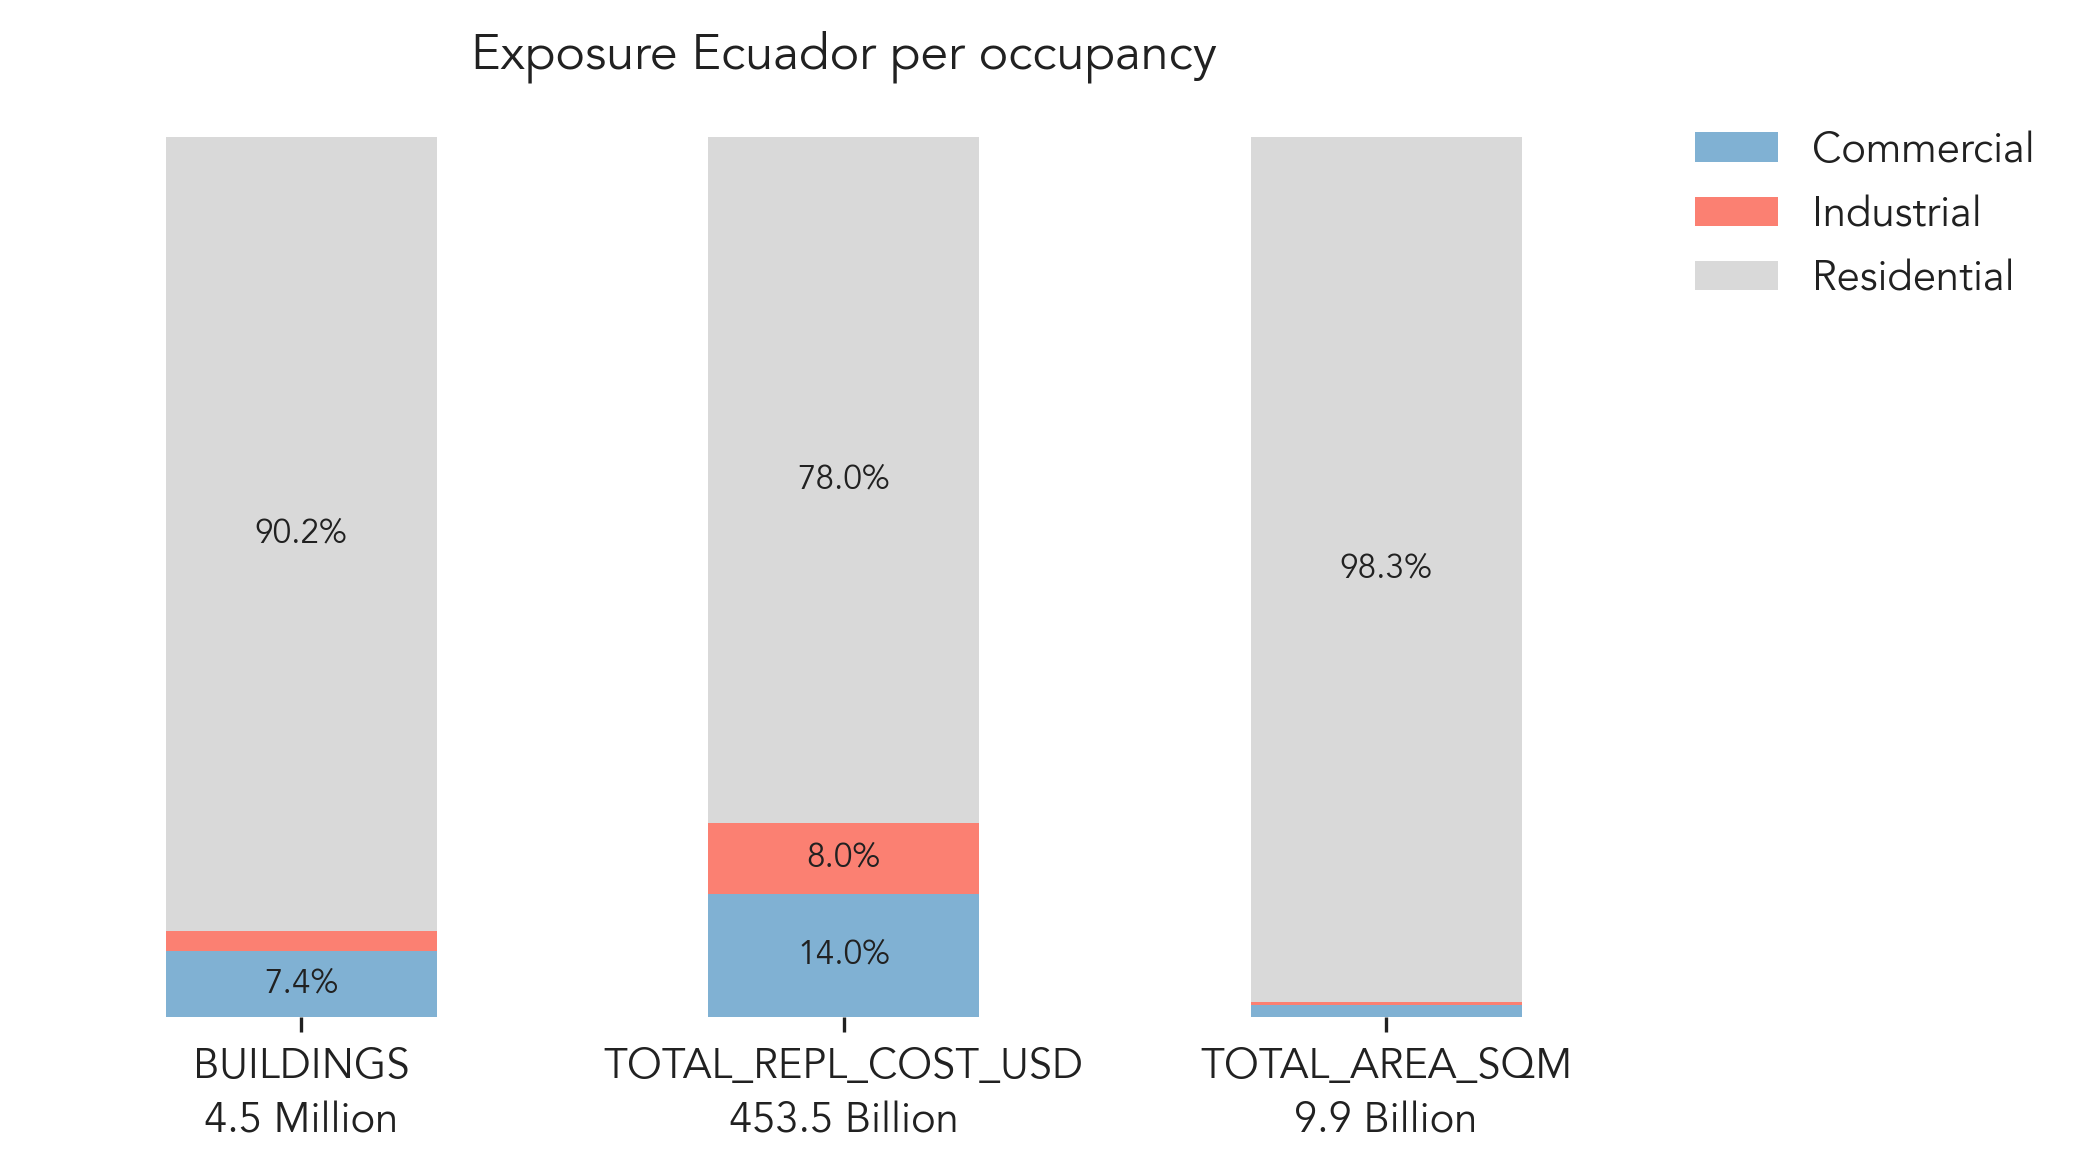 Exposure Ecuador per occupancy
Commercial
Industrial
Residential
90.2%
7.4%
78.0%
8.0%
14.0%
98.3%
BUILDINGS
4.5 Million
TOTAL_REPL_COST_USD
453.5 Billion
TOTAL_AREA_SQM
9.9 Billion